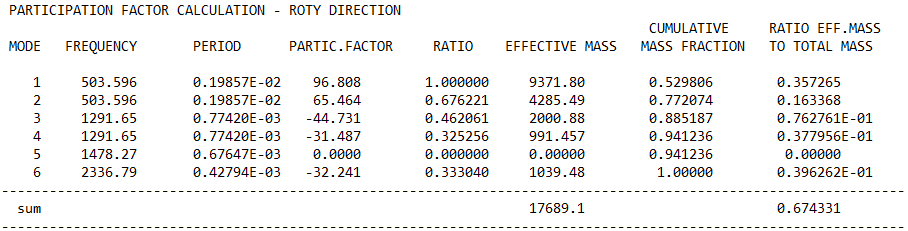 PARTICIPATION FACTOR CALCULATION - ROTY DIRECTION
CUMULATIVE RATIO EFF.MASS
MODE FREQUENCY PERIOD PARTIC.FACTOR RATIO EFFECTIVE MASS MASS FRACTION TO TOTAL MASS
1 503.596 0.19857E-02 96.808 1.000000 9371.80 0.529806 0.357265
2 503.596 0.19857E-02 65.464 0.676221 4285.49 0.772074 0.163368
3 1291.65 0.77420E-03 -44.731 0.462061 2000.88 0.885187 0.762761E-01
4 1291.65 0.77420E-03 -31.487 0.325256 991.457 0.941236 0.377956E-01
5 1478.27 0.67647E-03 0.0000 0.000000 0.00000 0.941236 0.00000
6 2336.79 0.42794E-03 -32.241 0.333040 1039.48 1.00000 0.396262E-01
sum 17689.1 0.674331